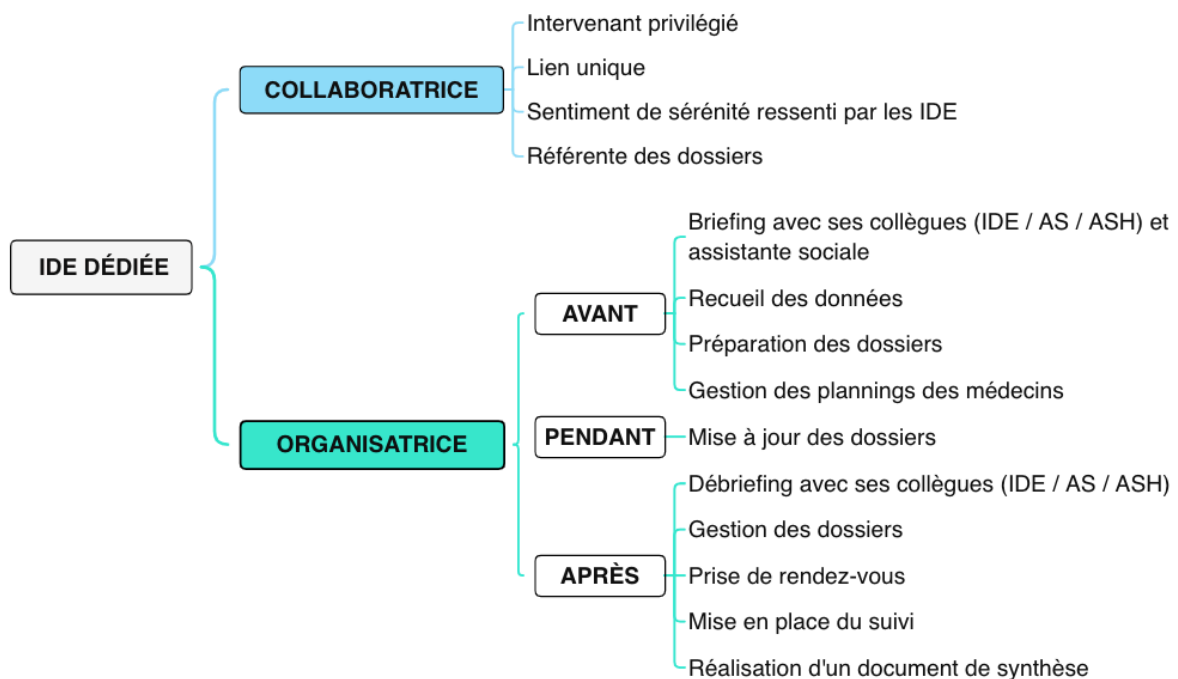 Intervenant privilégié
COLLABORATRICE
Lien unique
Sentiment de sérénité ressenti par les IDE
Référente des dossiers
IDE DÉDIÉE
ORGANISATRICE
AVANT
Briefing avec ses collègues (IDE / AS / ASH) et
assistante sociale
Recueil des données
Préparation des dossiers
Gestion des plannings des médecins
PENDANT
Mise à jour des dossiers
APRÈS
Débriefing avec ses collègues (IDE / AS / ASH)
Gestion des dossiers
Prise de rendez-vous
Mise en place du suivi
Réalisation d'un document de synthèse